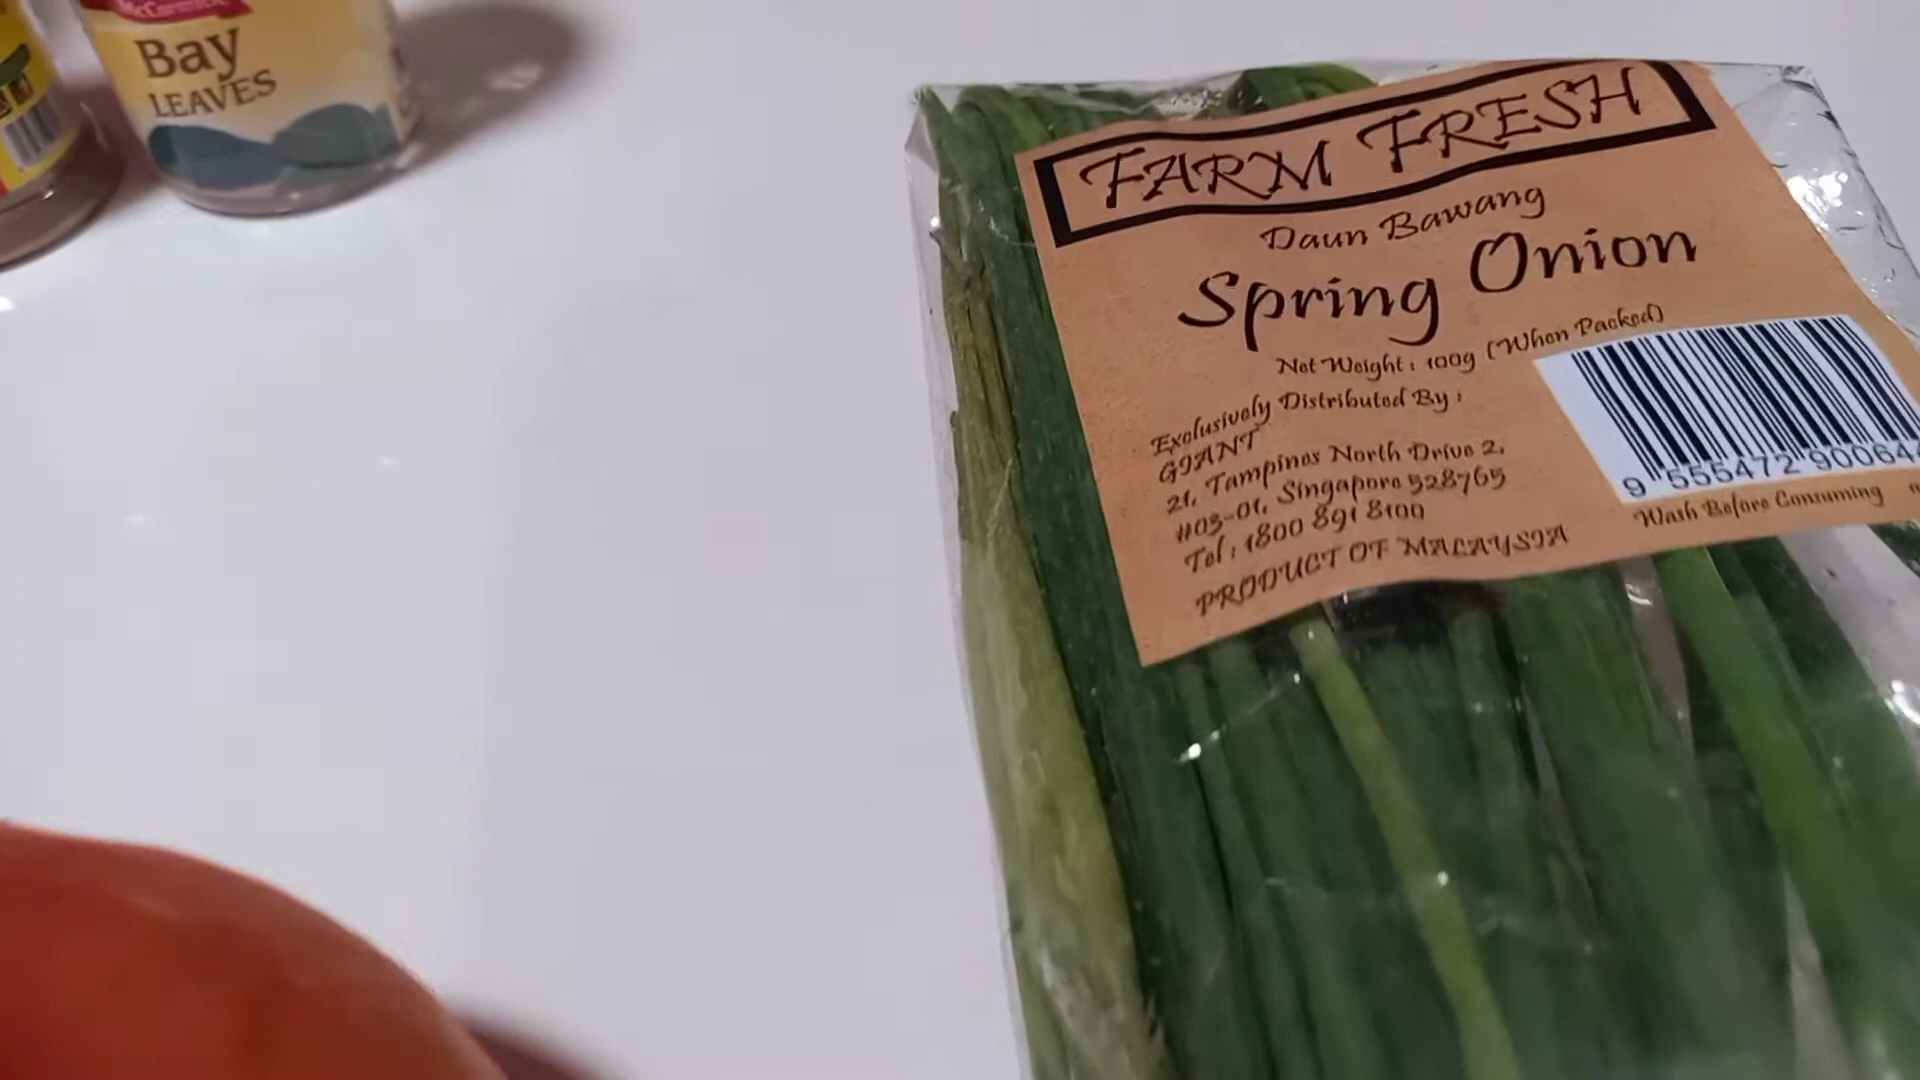 McCormick
Bay
LEAVES
FARM FRESH
Daun Bawang
Spring Onion
Net Weight : 100g (When Packed)
Exclusively Distributed By :
GIANT
21, Tampines North Drive 2,
#03-01, Singapore 528765
Tel : 1800 891 8100
PRODUCT OF MALAYSIA
9 555472 90064
Wash Before Consuming